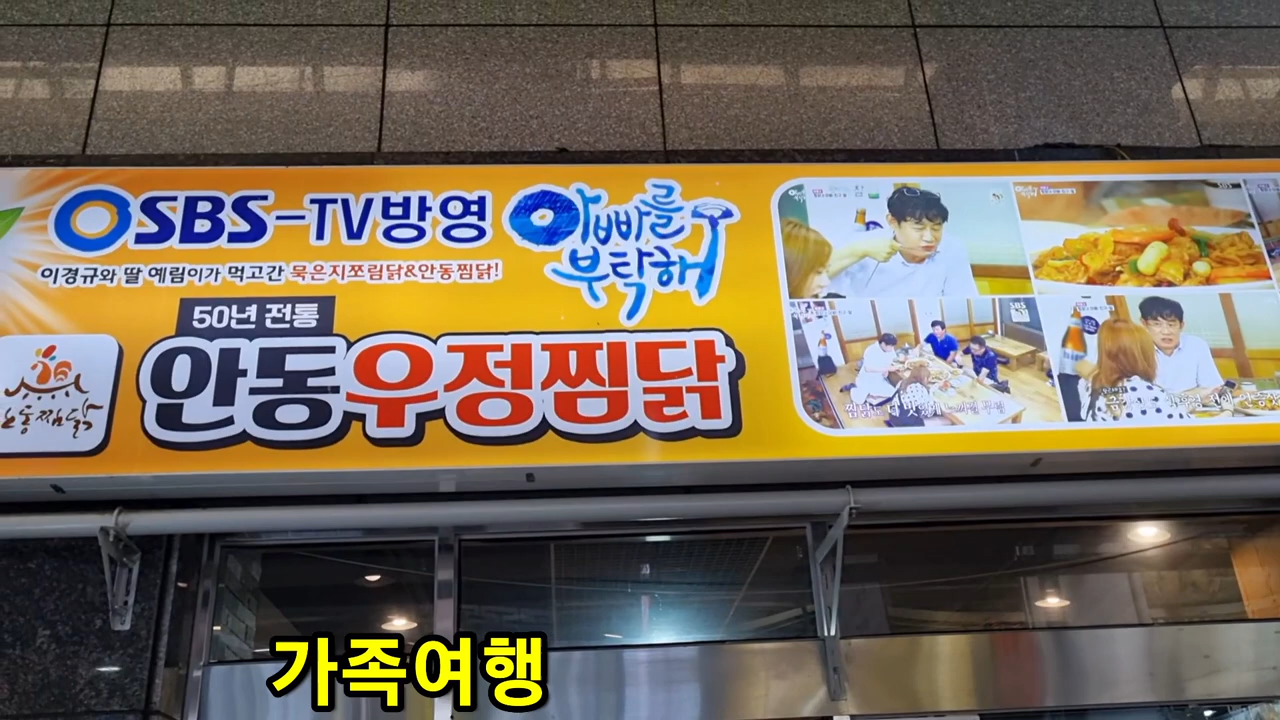 SBS-TV방영
아빠를
부탁해
이경규와 딸 예림이가 먹고간 묵은지쪼림닭&안동찜닭!
50년 전통
안동우정찜닭
안동찜닭
SBS
가족여행